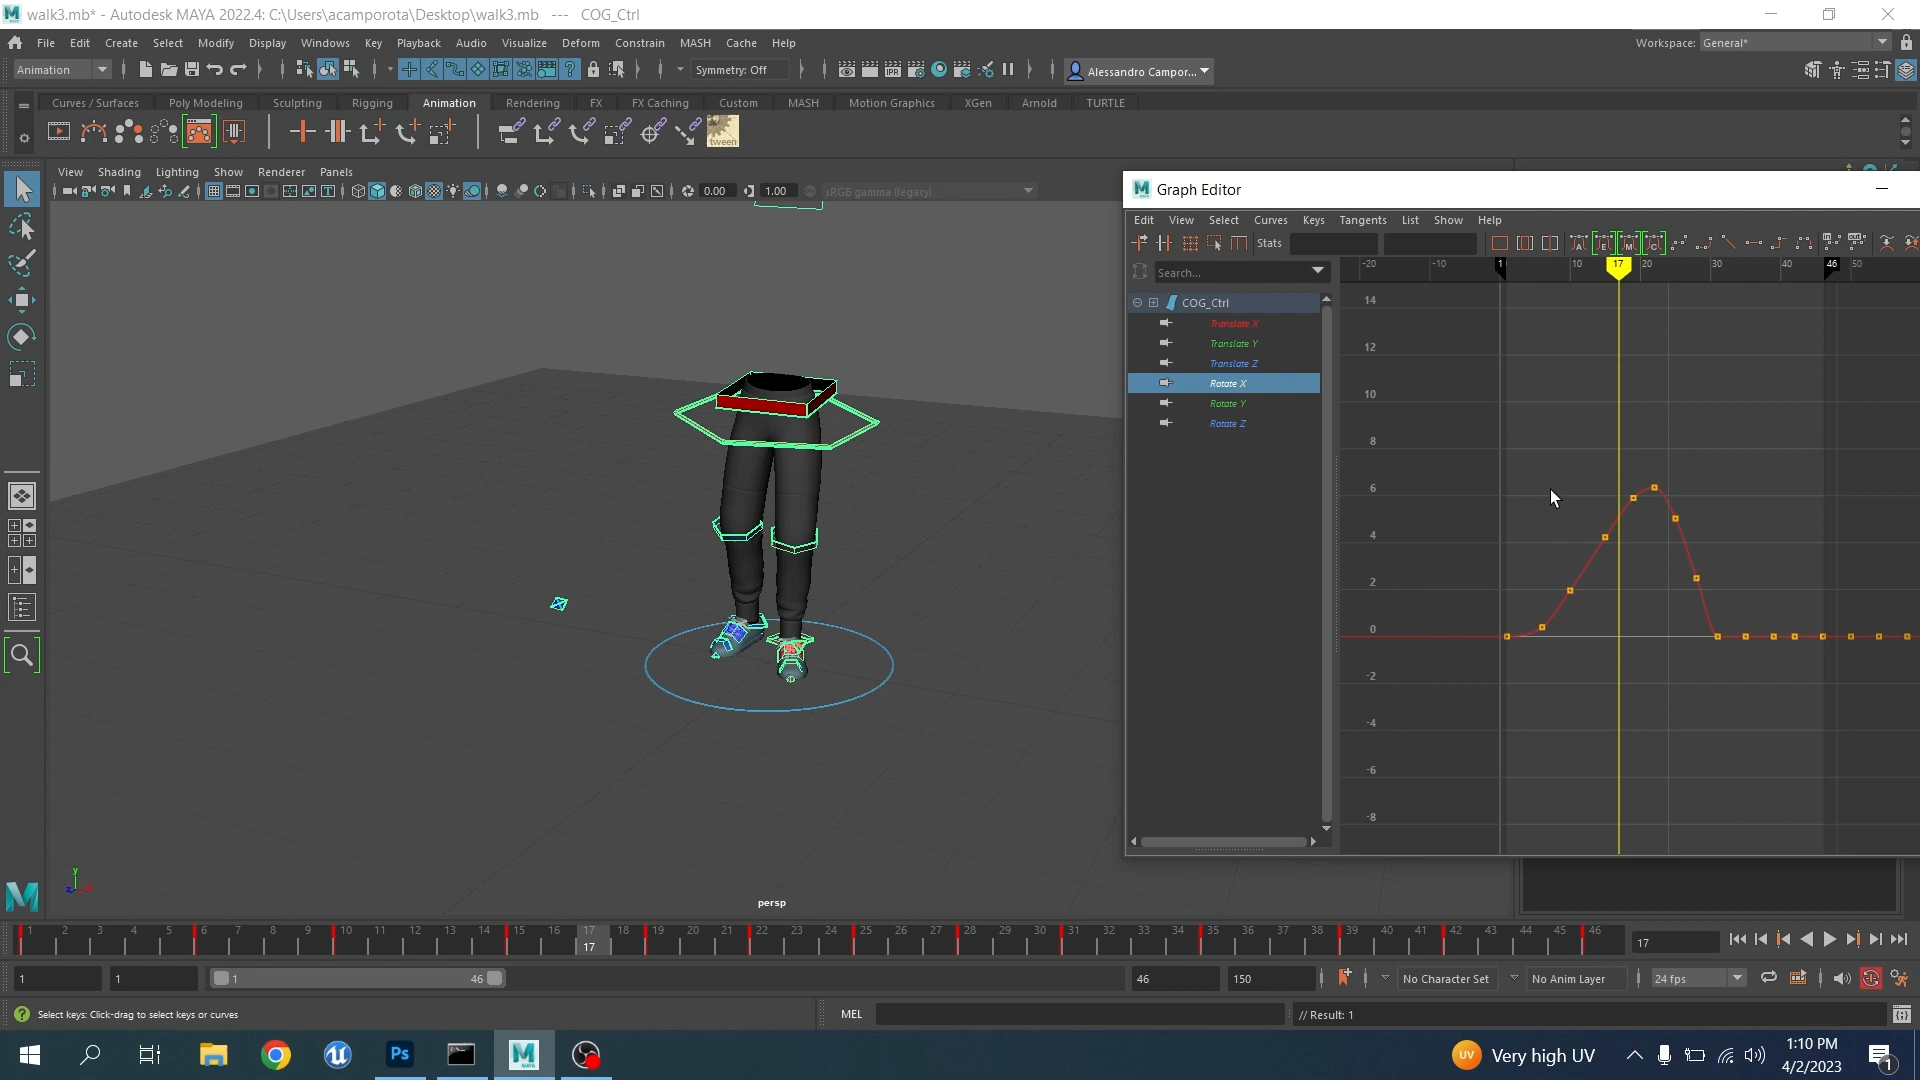 walk3.mb* - Autodesk MAYA 2022.4: C:\Users\acamporota\Desktop\walk3.mb --- COG_Ctrl
File Edit Create Select Modify Display Windows Key Playback Audio Visualize Deform Constrain MASH Cache Help
Workspace: General*
Animation
Symmetry: Off
Alessandro Campor...
Curves / Surfaces Poly Modeling Sculpting Rigging Animation Rendering FX FX Caching Custom MASH Motion Graphics XGen Arnold TURTLE
tween
View Shading Lighting Show Renderer Panels
0.00 1.00 sRGB gamma (legacy)
Graph Editor
Edit View Select Curves Keys Tangents List Show Help
Stats
Search...
-20 -10 1 10 17 20 30 40 46 50
COG_Ctrl
Translate X
Translate Y
Translate Z
Rotate X
Rotate Y
Rotate Z
14
12
10
8
6
4
2
0
-2
-4
-6
-8
y
persp
1 2 3 4 5 6 7 8 9 10 11 12 13 14 15 16 17 18 19 20 21 22 23 24 25 26 27 28 29 30 31 32 33 34 35 36 37 38 39 40 41 42 43 44 45 46
17
17
1 1 1 46 46 150 No Character Set No Anim Layer 24 fps
Select keys: Click-drag to select keys or curves
MEL
// Result: 1
Ps
MAYA
UV
Very high UV
1:10 PM
4/2/2023
1